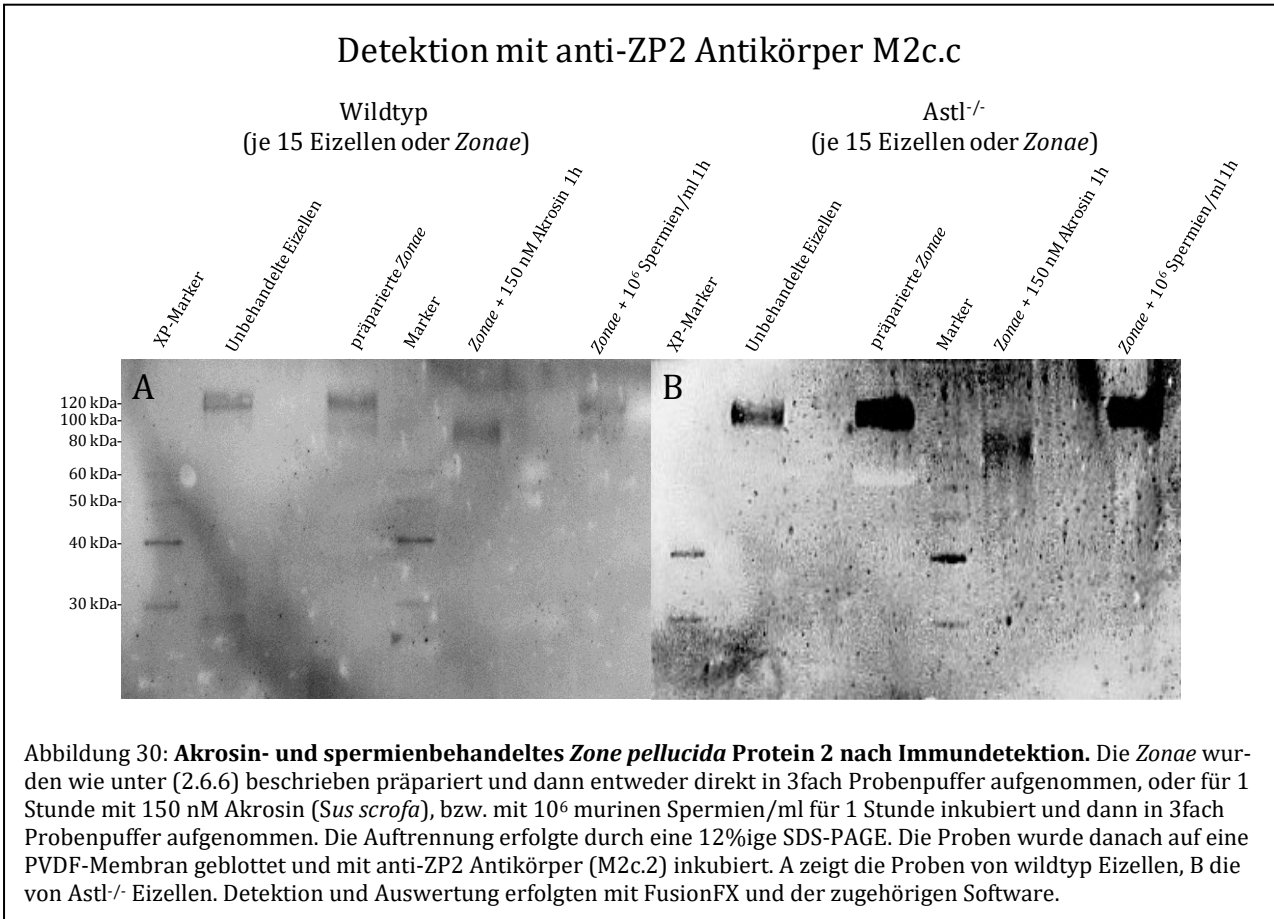 Detektion mit anti-ZP2 Antikörper M2c.c
Wildtyp
(je 15 Eizellen oder Zonae)
Astl-/-
(je 15 Eizellen oder Zonae)
XP-Marker
Unbehandelte Eizellen
präparierte Zonae
Marker
Zonae + 150 nM Akrosin 1h
Zonae + 10⁶ Spermien/ml 1h
XP-Marker
Unbehandelte Eizellen
präparierte Zonae
Marker
Zonae + 150 nM Akrosin 1h
Zonae + 10⁶ Spermien/ml 1h
A
B
120 kDa-
100 kDa-
80 kDa-
60 kDa-
50 kDa-
40 kDa-
30 kDa-
Abbildung 30: Akrosin- und spermienbehandeltes Zone pellucida Protein 2 nach Immundetektion. Die Zonae wur-
den wie unter (2.6.6) beschrieben präpariert und dann entweder direkt in 3fach Probenpuffer aufgenommen, oder für 1
Stunde mit 150 nM Akrosin (Sus scrofa), bzw. mit 10⁶ murinen Spermien/ml für 1 Stunde inkubiert und dann in 3fach
Probenpuffer aufgenommen. Die Auftrennung erfolgte durch eine 12%ige SDS-PAGE. Die Proben wurde danach auf eine
PVDF-Membran geblottet und mit anti-ZP2 Antikörper (M2c.2) inkubiert. A zeigt die Proben von wildtyp Eizellen, B die
von Astl-/- Eizellen. Detektion und Auswertung erfolgten mit FusionFX und der zugehörigen Software.